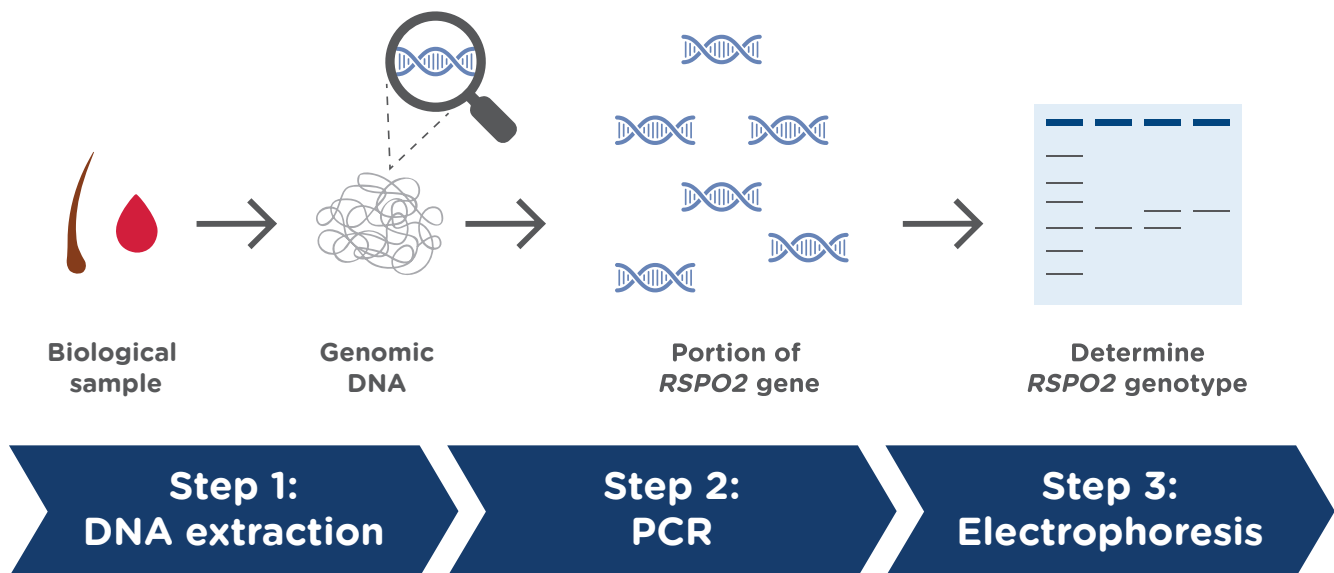 Biological
sample
Genomic
DNA
Portion of
RSPO2 gene
Determine
RSPO2 genotype
Step 1:
DNA extraction
Step 2:
PCR
Step 3:
Electrophoresis